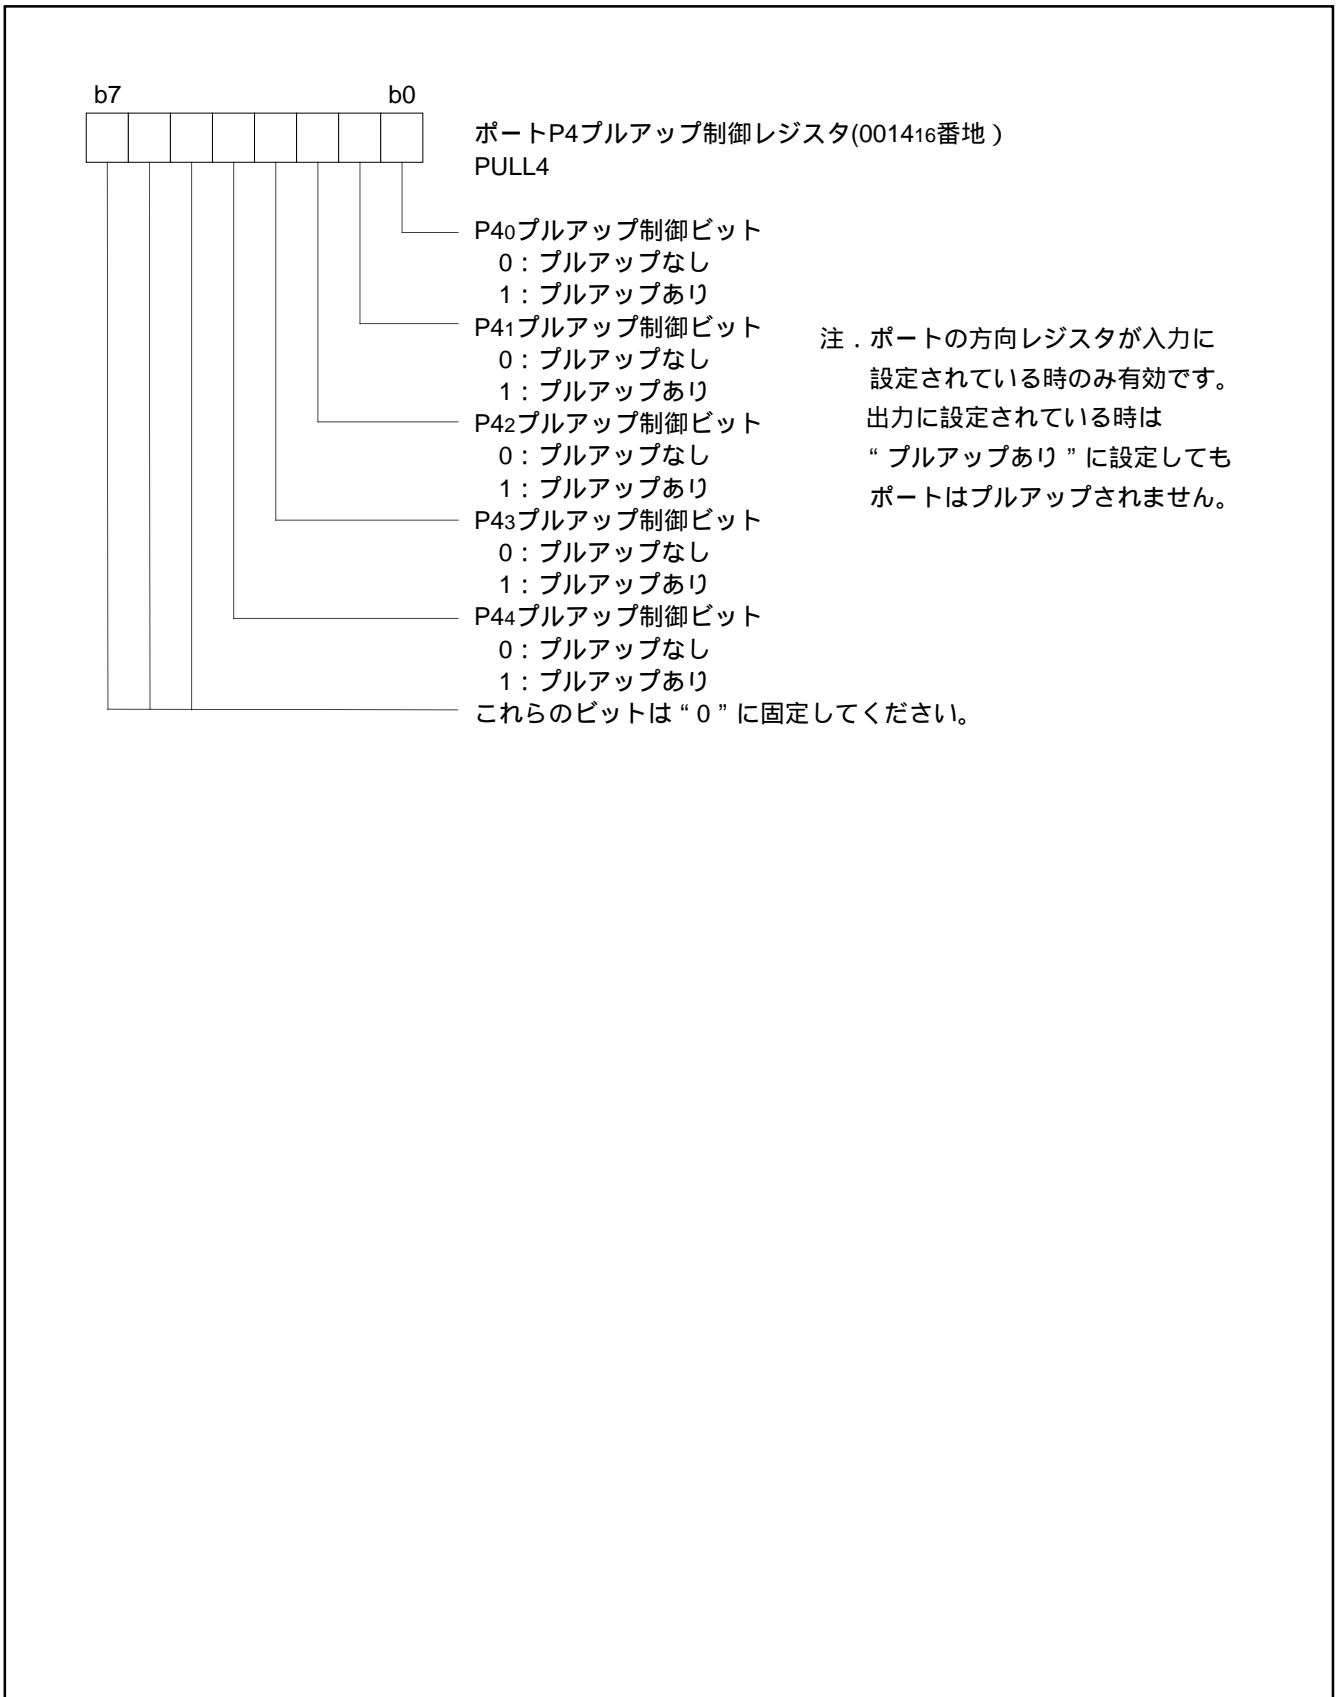 b7 b0
ポートP4プルアップ制御レジスタ(001416番地)
PULL4
P40プルアップ制御ビット
0:プルアップなし
1:プルアップあり
P41プルアップ制御ビット
0:プルアップなし
1:プルアップあり
P42プルアップ制御ビット
0:プルアップなし
1:プルアップあり
P43プルアップ制御ビット
0:プルアップなし
1:プルアップあり
P44プルアップ制御ビット
0:プルアップなし
1:プルアップあり
これらのビットは“0”に固定してください。
注.ポートの方向レジスタが入力に
設定されている時のみ有効です。
出力に設定されている時は
“プルアップあり”に設定しても
ポートはプルアップされません。